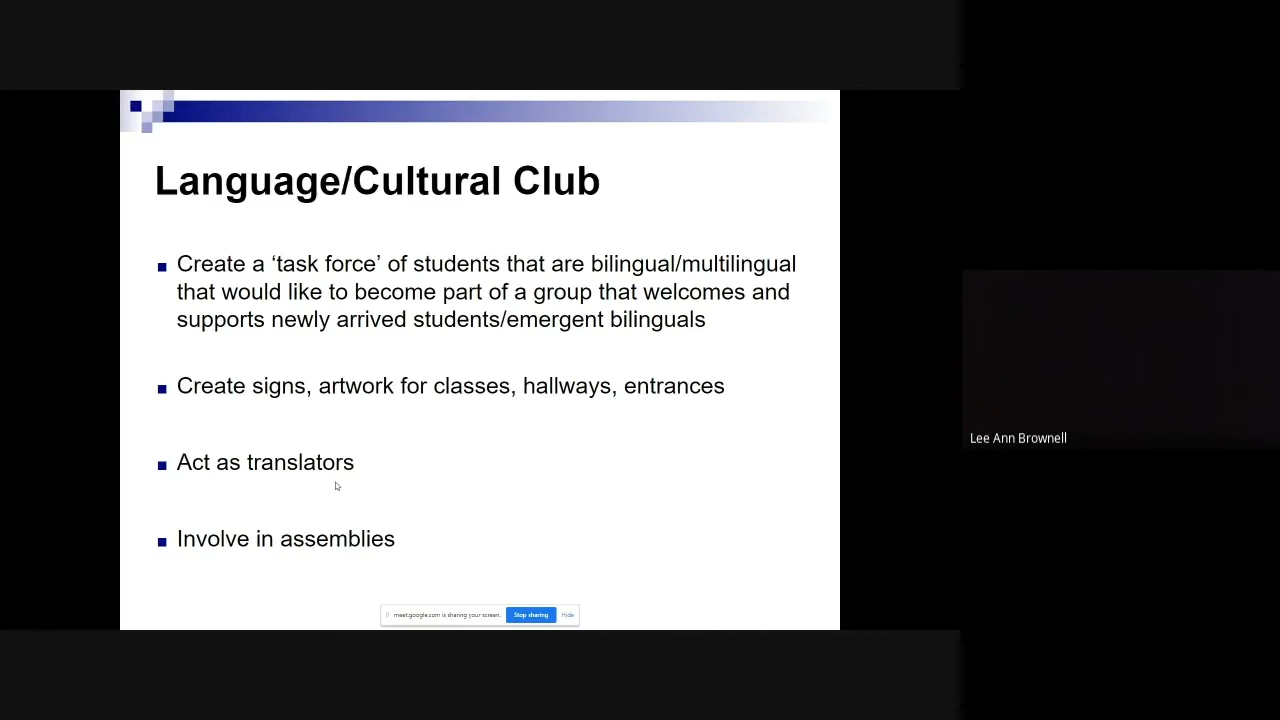 Language/Cultural Club
Create a ‘task force’ of students that are bilingual/multilingual
that would like to become part of a group that welcomes and
supports newly arrived students/emergent bilinguals
Create signs, artwork for classes, hallways, entrances
Lee Ann Brownell
Act as translators
Involve in assemblies
meet.google.com is sharing your screen. Stop sharing Hide